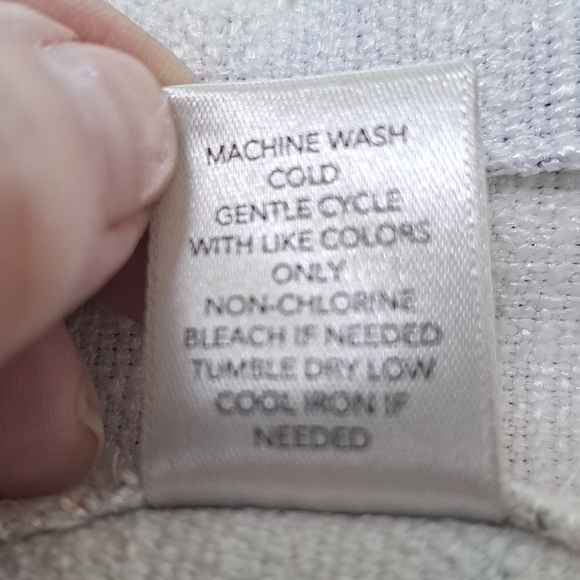 MACHINE WASH
COLD
GENTLE CYCLE
WITH LIKE COLORS
ONLY
NON-CHLORINE
BLEACH IF NEEDED
TUMBLE DRY LOW
COOL IRON IF
NEEDED